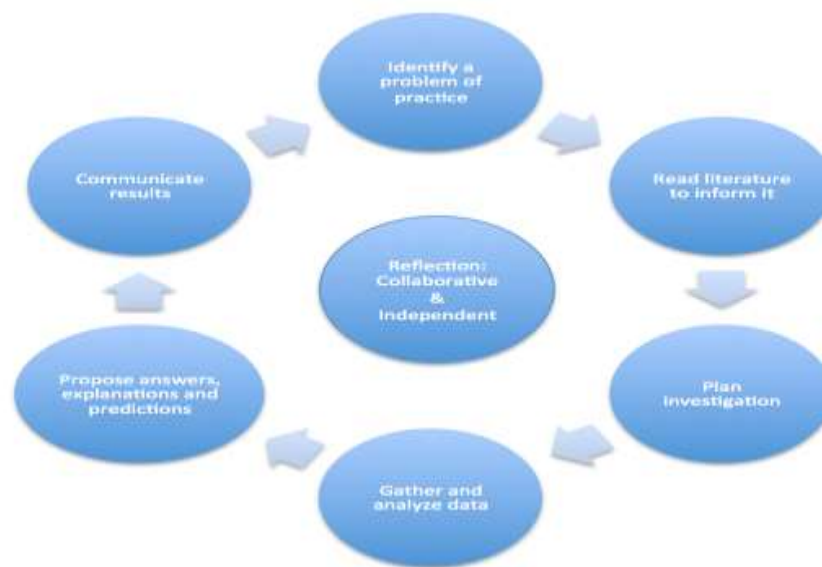 Identify a
problem of
practice
Read literature
to inform it
Plan
investigation
Gather and
analyze data
Propose answers,
explanations and
predictions
Communicate
results
Reflection:
Collaborative
&
Independent